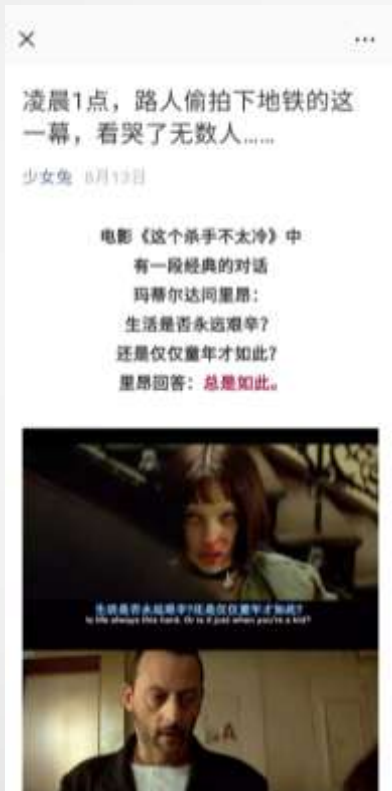 凌晨1点，路人偷拍下地铁的这
一幕，看哭了无数人......
少女兔 8月13日
电影《这个杀手不太冷》中
有一段经典的对话
玛蒂尔达问里昂：
生活是否永远艰辛？
还是仅仅童年才如此？
里昂回答：总是如此。
生活是否永远艰辛?还是仅仅童年才如此?
Is life always this hard. Or is it just when you're a kid?